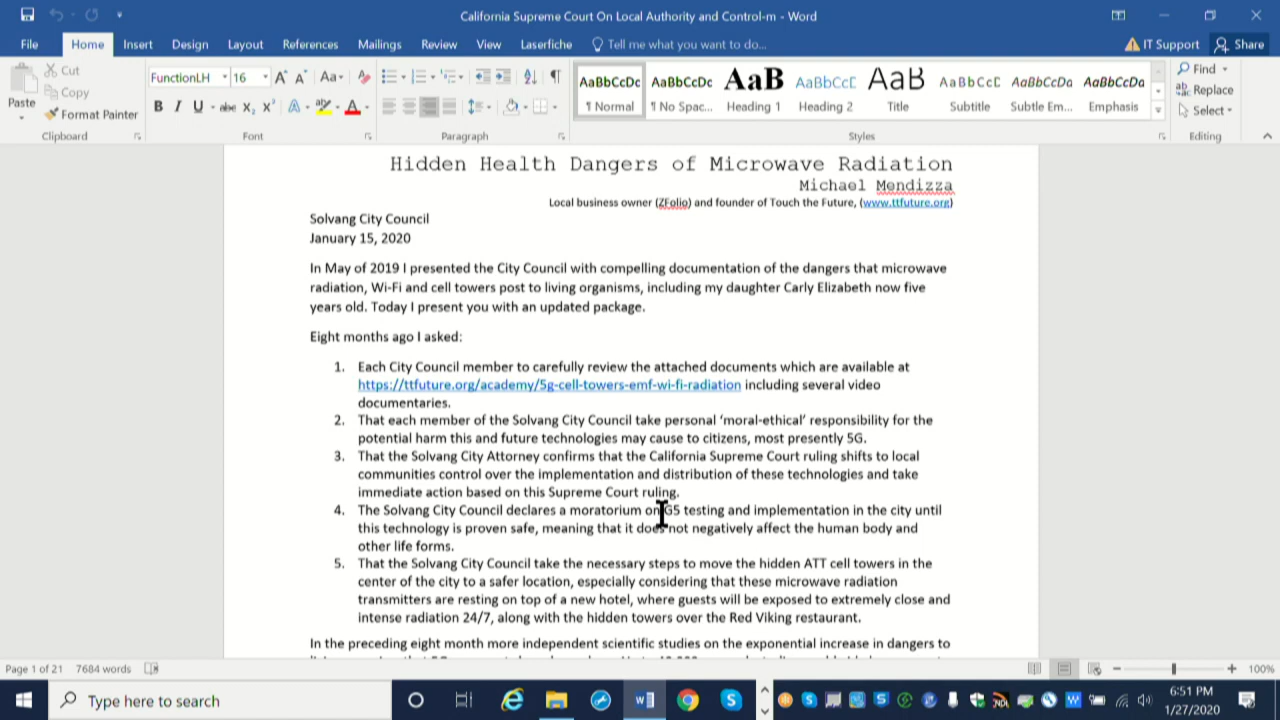 California Supreme Court On Local Authority and Control-m - Word
File Home Insert Design Layout References Mailings Review View Laserfiche Tell me what you want to do... IT Support Share
Paste Cut Copy Format Painter
Clipboard
FunctionLH 16
Font
Paragraph
AaBbCcDc AaBbCcDc AaB AaBbCcD AaB AaBbCcD AaBbCcDa AaBbCcDa
¶ Normal ¶ No Spac... Heading 1 Heading 2 Title Subtitle Subtle Em... Emphasis
Styles
Find Replace Select
Editing
Hidden Health Dangers of Microwave Radiation
Michael Mendizza
Local business owner (ZFolio) and founder of Touch the Future, (www.ttfuture.org)
Solvang City Council
January 15, 2020
In May of 2019 I presented the City Council with compelling documentation of the dangers that microwave
radiation, Wi-Fi and cell towers post to living organisms, including my daughter Carly Elizabeth now five
years old. Today I present you with an updated package.
Eight months ago I asked:
1. Each City Council member to carefully review the attached documents which are available at
https://ttfuture.org/academy/5g-cell-towers-emf-wi-fi-radiation including several video
documentaries.
2. That each member of the Solvang City Council take personal ‘moral-ethical’ responsibility for the
potential harm this and future technologies may cause to citizens, most presently 5G.
3. That the Solvang City Attorney confirms that the California Supreme Court ruling shifts to local
communities control over the implementation and distribution of these technologies and take
immediate action based on this Supreme Court ruling.
4. The Solvang City Council declares a moratorium on G5 testing and implementation in the city until
this technology is proven safe, meaning that it does not negatively affect the human body and
other life forms.
5. That the Solvang City Council take the necessary steps to move the hidden ATT cell towers in the
center of the city to a safer location, especially considering that these microwave radiation
transmitters are resting on top of a new hotel, where guests will be exposed to extremely close and
intense radiation 24/7, along with the hidden towers over the Red Viking restaurant.
In the preceding eight month more independent scientific studies on the exponential increase in dangers to
Page 1 of 21 7684 words 100%
Type here to search
6:51 PM
1/27/2020